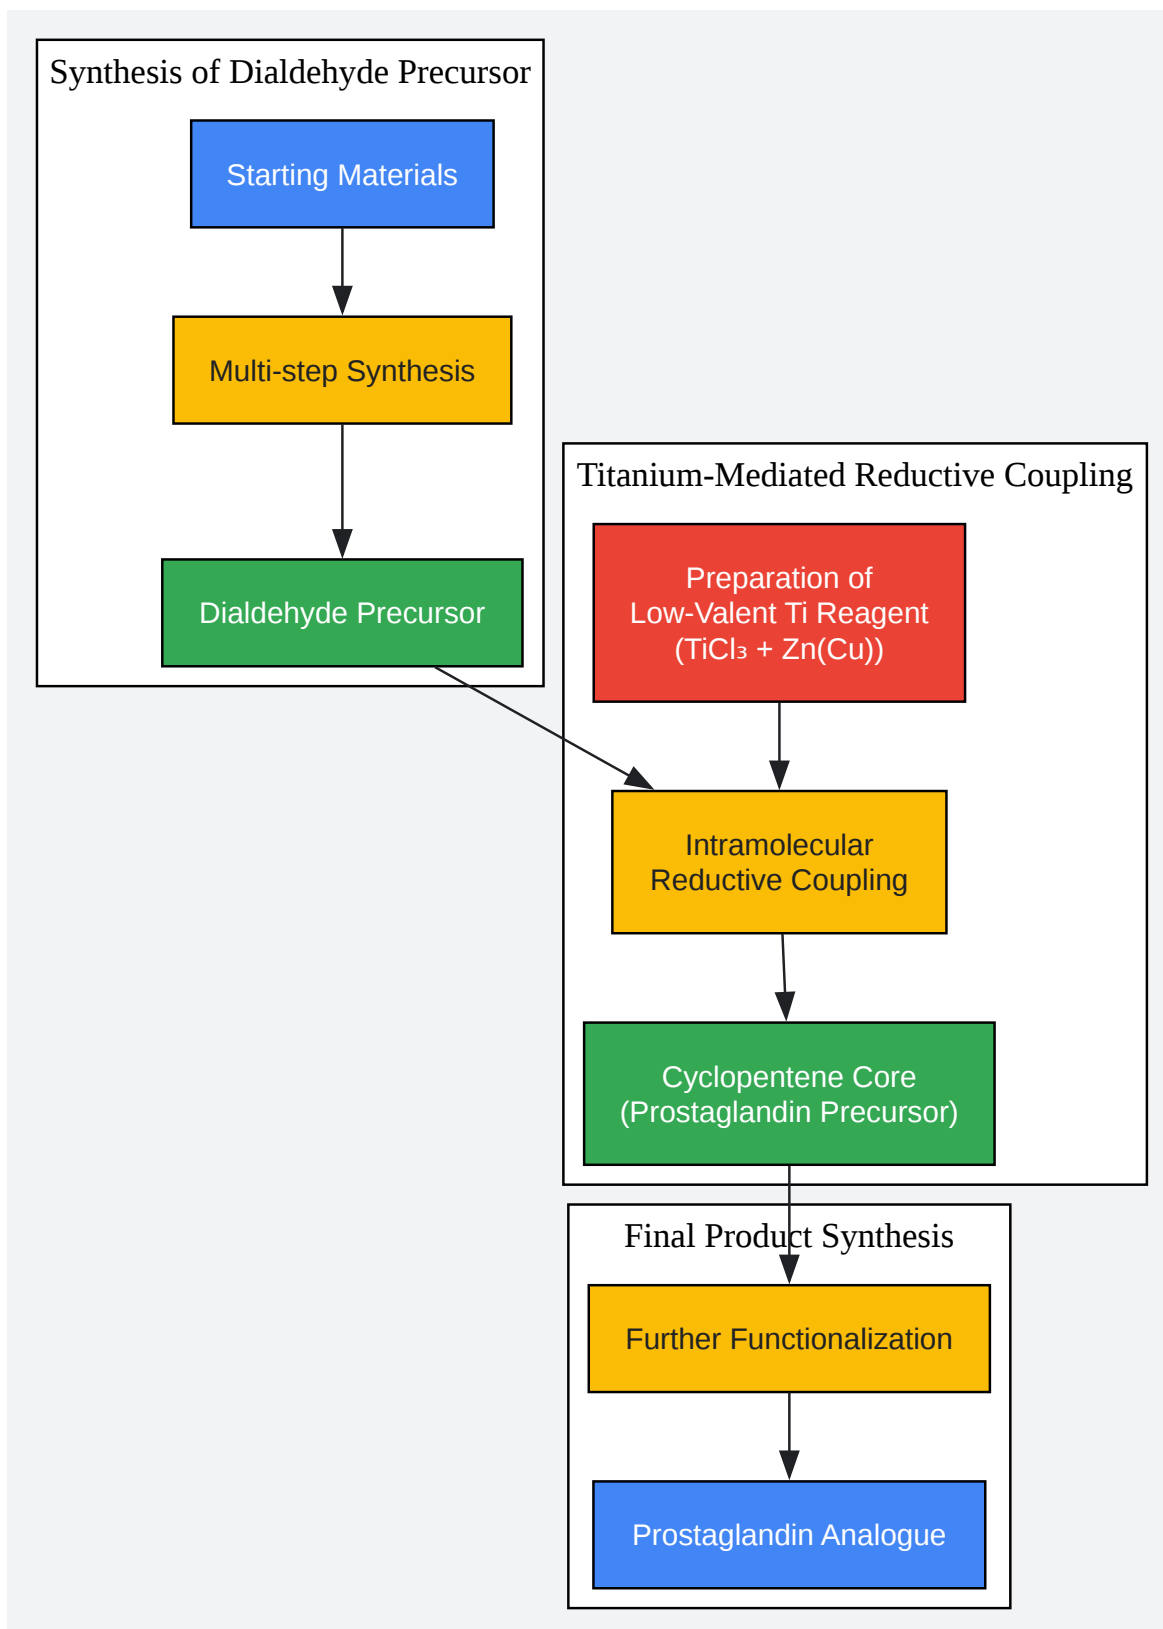 Synthesis of Dialdehyde Precursor
Starting Materials
Multi-step Synthesis
Dialdehyde Precursor
Titanium-Mediated Reductive Coupling
Preparation of
Low-Valent Ti Reagent
(TiCl₃ + Zn(Cu))
Intramolecular
Reductive Coupling
Cyclopentene Core
(Prostaglandin Precursor)
Final Product Synthesis
Further Functionalization
Prostaglandin Analogue